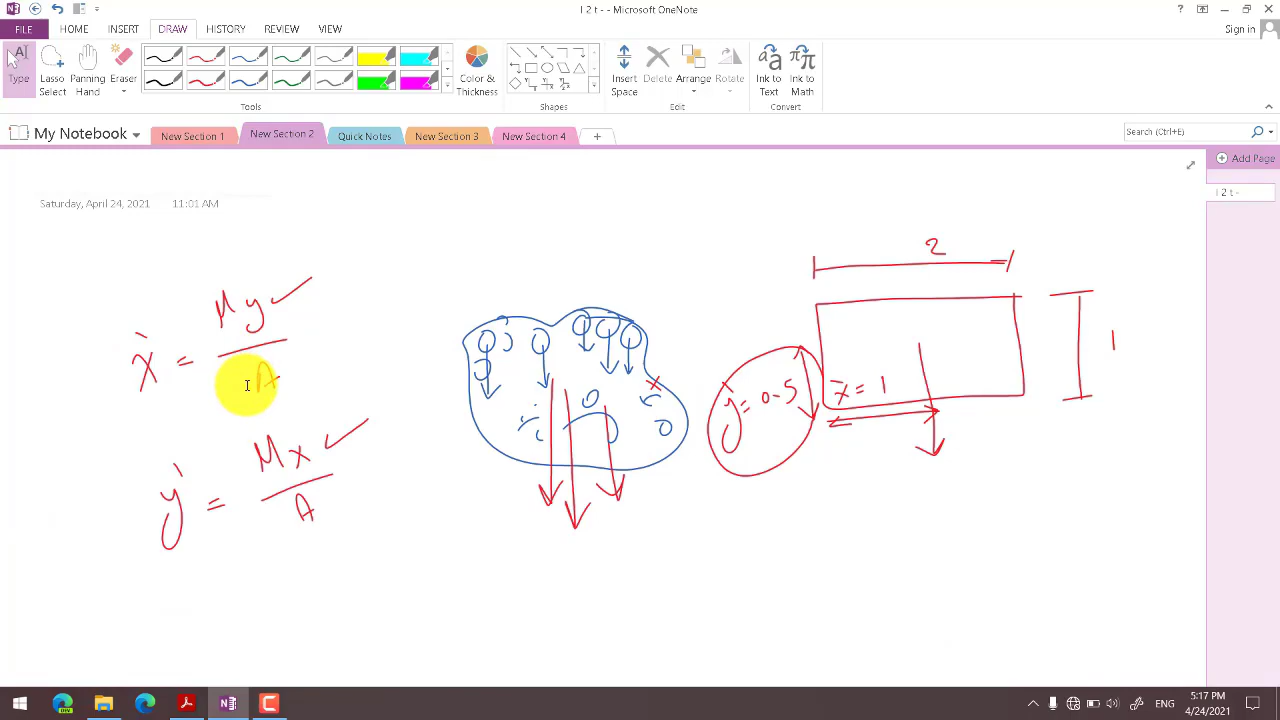 I 2 t - - Microsoft OneNote
FILE HOME INSERT DRAW HISTORY REVIEW VIEW
Sign in
Type
Lasso Select
Panning Hand
Eraser
Color & Thickness
Insert Space
Delete
Arrange
Rotate
Ink to Text
Ink to Math
Tools
Shapes
Edit
Convert
My Notebook
New Section 1
New Section 2
Quick Notes
New Section 3
New Section 4
Search (Ctrl+E)
Add Page
I 2 t -
Saturday, April 24, 2021 11:01 AM
x̄ = My / A
ȳ = Mx / A
2
1
x̄ = 1
ȳ = 0.5
ENG
5:17 PM
4/24/2021